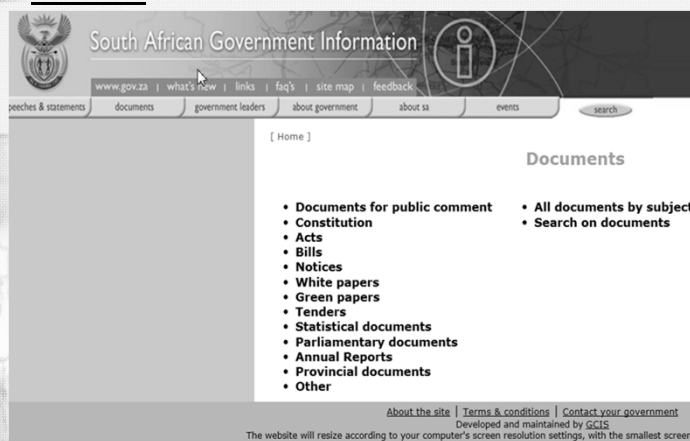 South African Government Information
www.gov.za | what's new | links | faq's | site map | feedback
peeches & statements documents government leaders about government about sa events search
[ Home ]
Documents
• Documents for public comment
• Constitution
• Acts
• Bills
• Notices
• White papers
• Green papers
• Tenders
• Statistical documents
• Parliamentary documents
• Annual Reports
• Provincial documents
• Other
• All documents by subject
• Search on documents
About the site | Terms & conditions | Contact your government
Developed and maintained by GCIS
The website will resize according to your computer's screen resolution settings, with the smallest screen